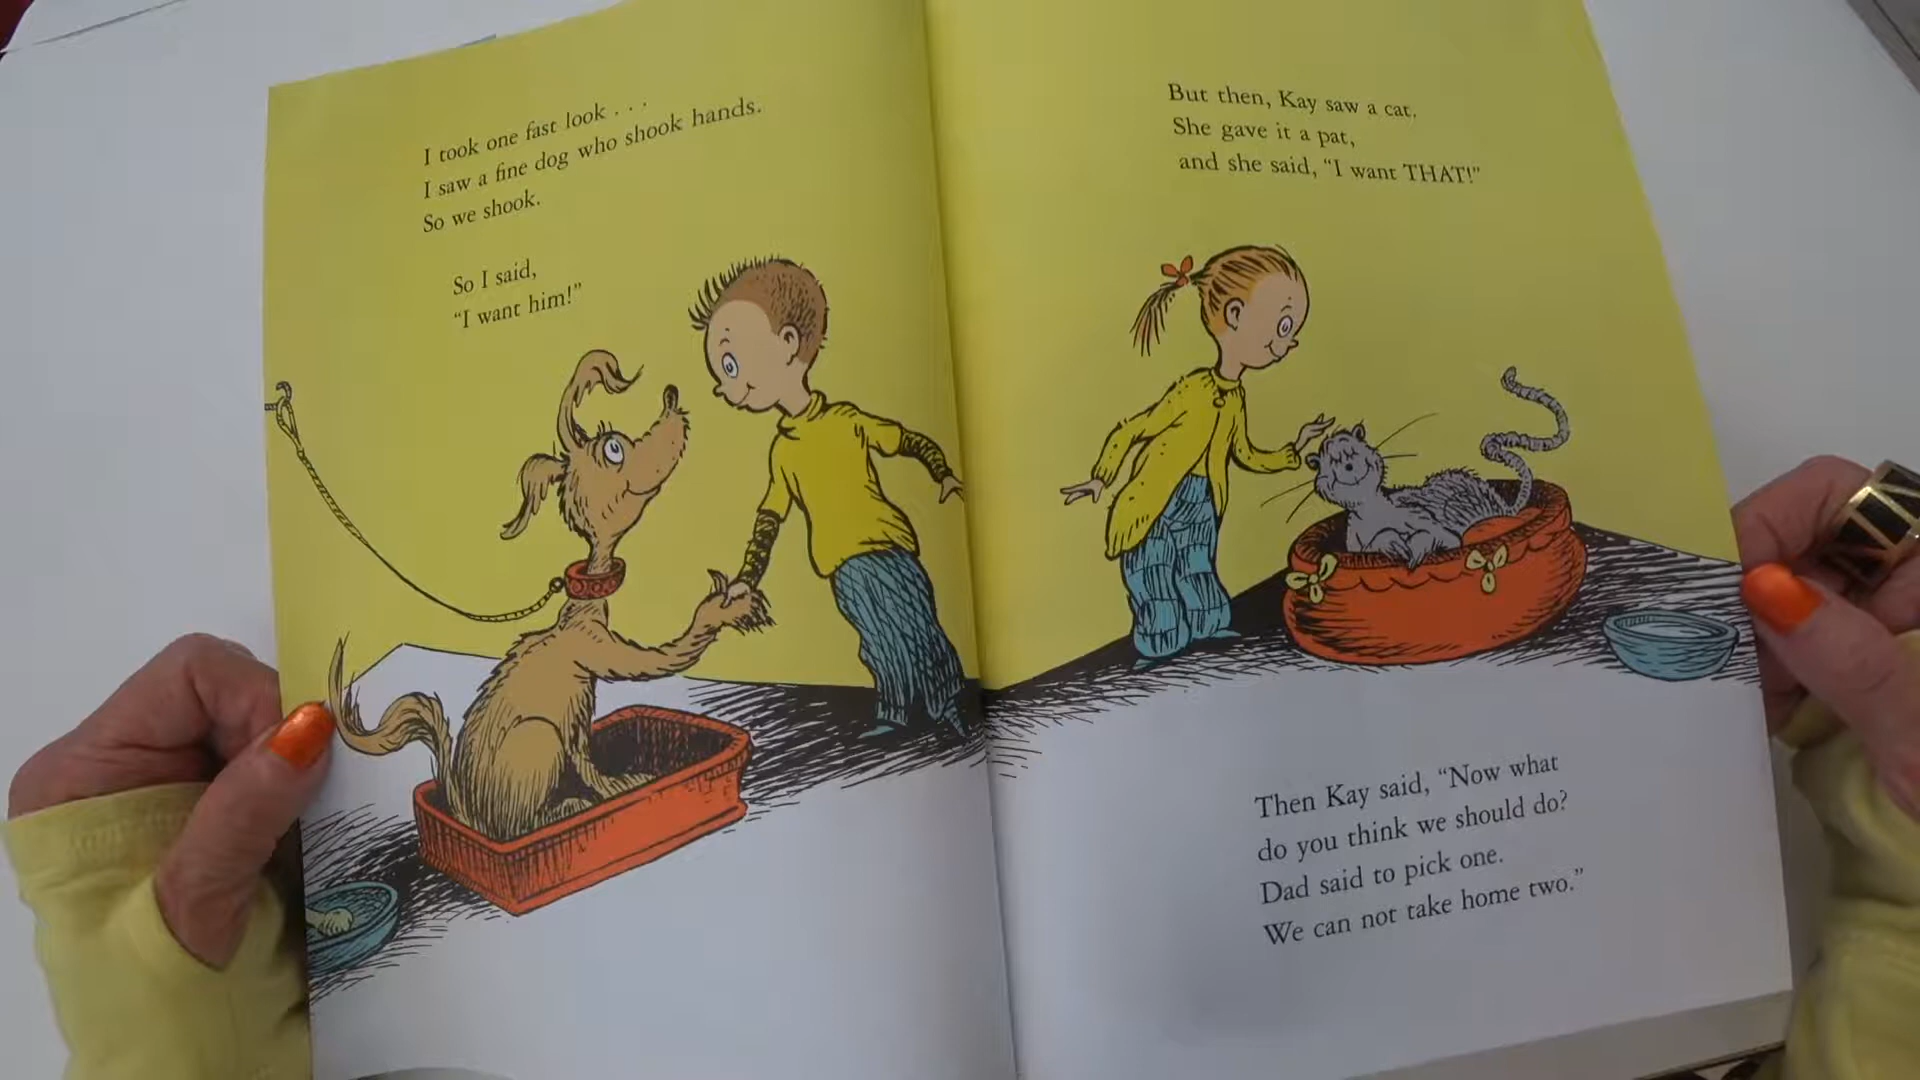 I took one fast look . . .
I saw a fine dog who shook hands.
So we shook.
So I said,
“I want him!”
But then, Kay saw a cat.
She gave it a pat,
and she said, “I want THAT!”
Then Kay said, “Now what
do you think we should do?
Dad said to pick one.
We can not take home two.”